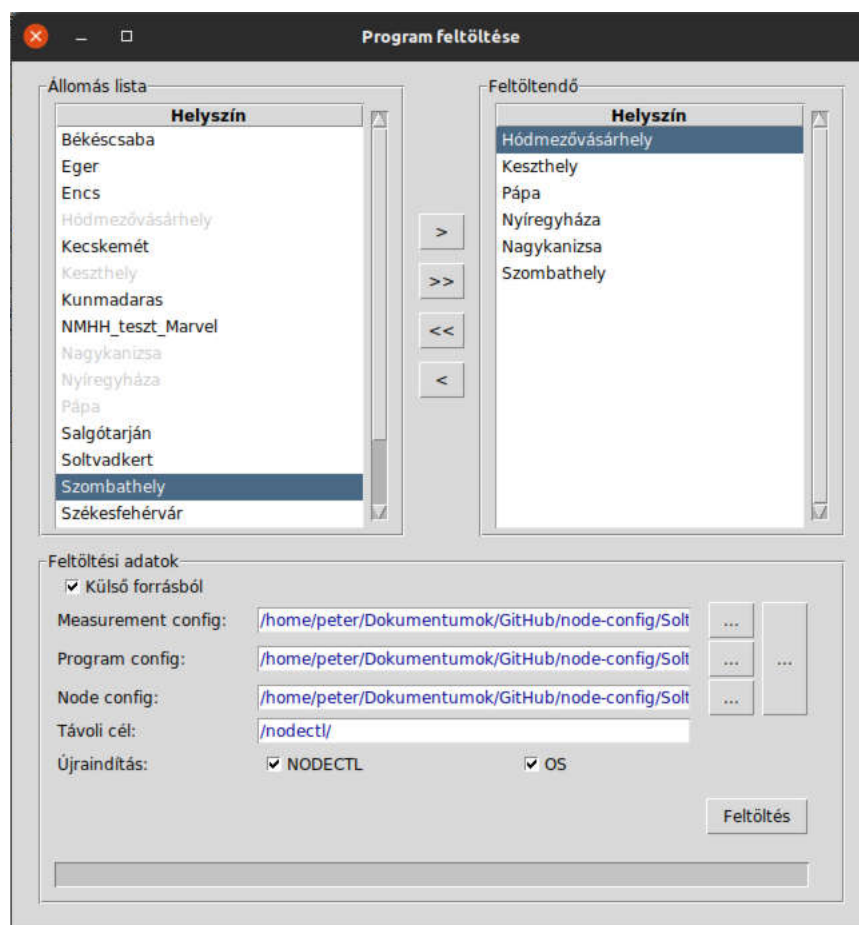 Program feltöltése
Állomás lista
Helyszín
Békéscsaba
Eger
Encs
Hódmezővásárhely
Kecskemét
Keszthely
Kunmadaras
NMHH_teszt_Marvel
Nagykanizsa
Nyíregyháza
Pápa
Salgótarján
Soltvadkert
Szombathely
Székesfehérvár
>
>>
<<
<
Feltöltendő
Helyszín
Hódmezővásárhely
Keszthely
Pápa
Nyíregyháza
Nagykanizsa
Szombathely
Feltöltési adatok
Külső forrásból
Measurement config: /home/peter/Dokumentumok/GitHub/node-config/Solt ...
Program config: /home/peter/Dokumentumok/GitHub/node-config/Solt ... ...
Node config: /home/peter/Dokumentumok/GitHub/node-config/Solt ...
Távoli cél: /nodectl/
Újraindítás: NODECTL OS
Feltöltés